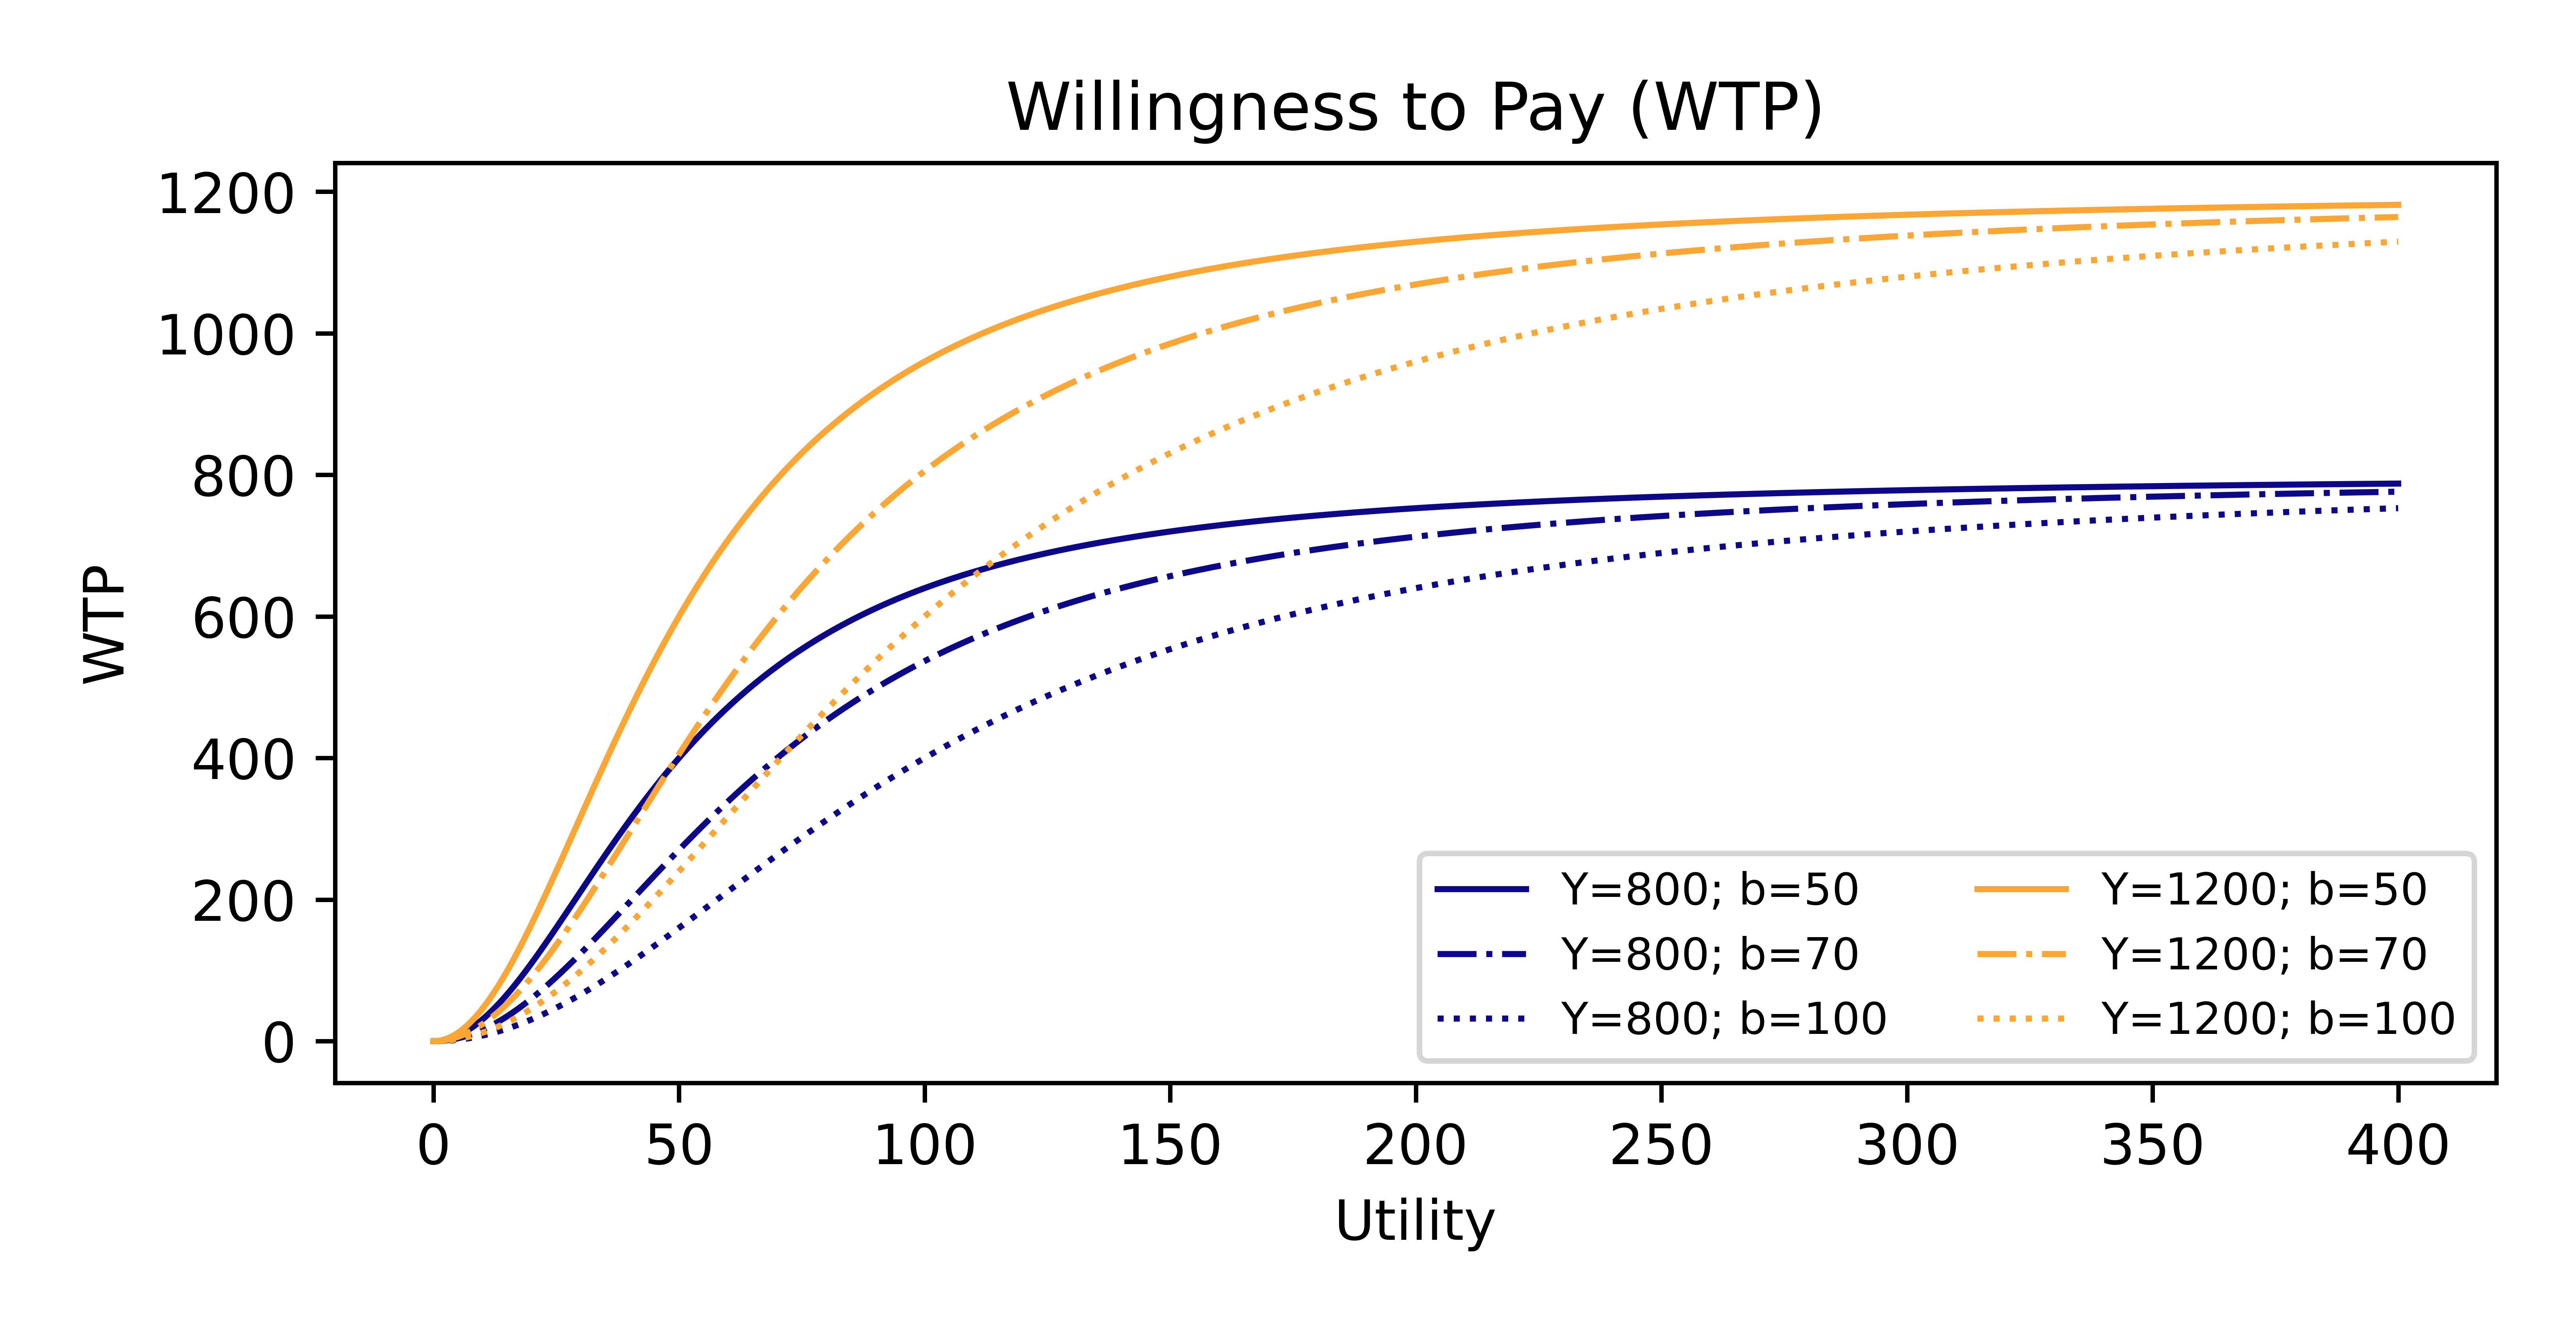 Willingness to Pay (WTP)
1200
1000
800
600
400
200
0
WTP
0 50 100 150 200 250 300 350 400
Utility
Y=800; b=50
Y=800; b=70
Y=800; b=100
Y=1200; b=50
Y=1200; b=70
Y=1200; b=100